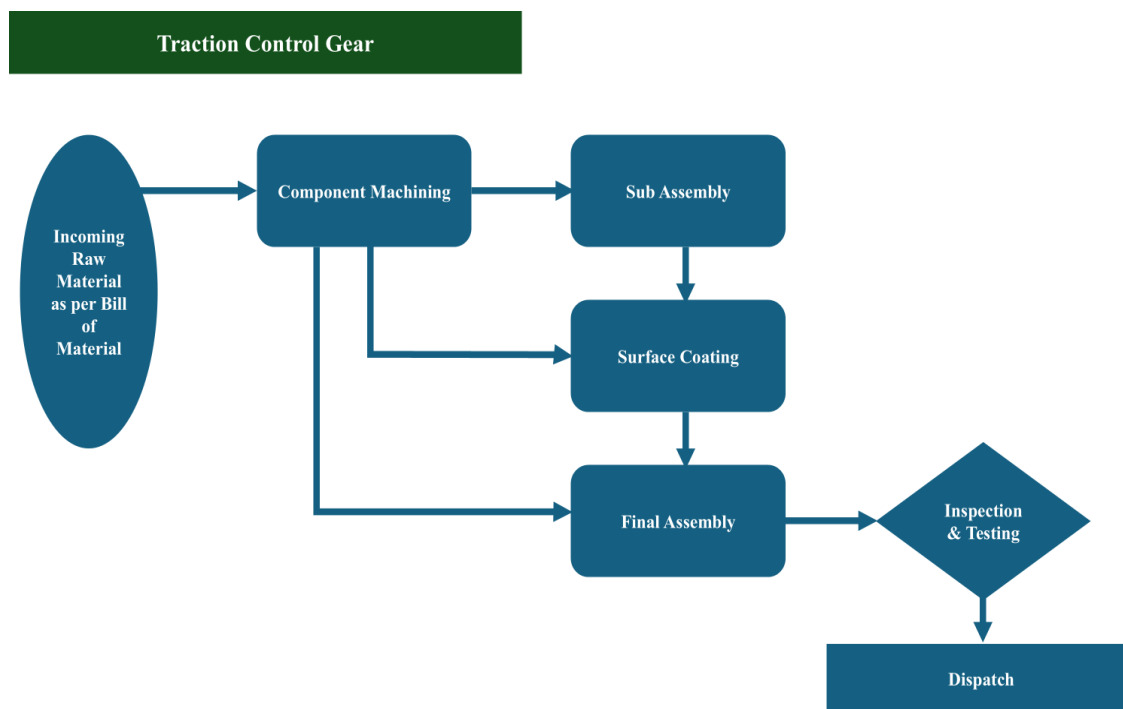 Traction Control Gear
Incoming
Raw
Material
as per Bill
of
Material
Component Machining
Sub Assembly
Surface Coating
Final Assembly
Inspection
& Testing
Dispatch